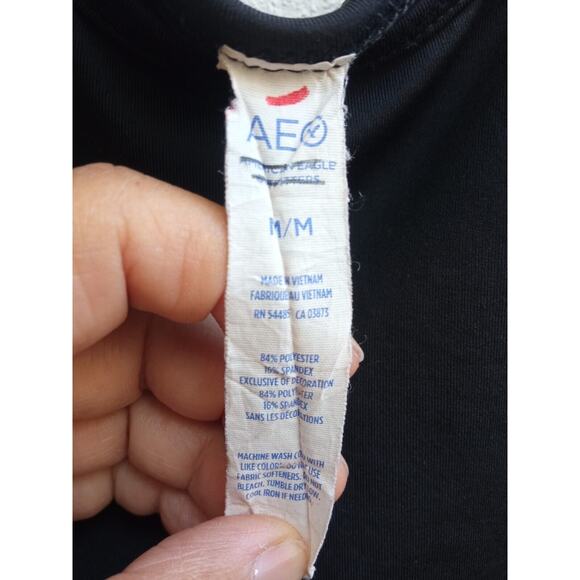 AEO
AMERICAN EAGLE
OUTFITTERS
M/M
MADE IN VIETNAM
FABRIQUE AU VIETNAM
RN 54485 CA 03873
84% POLYESTER
16% SPANDEX
EXCLUSIVE OF DECORATION
84% POLYESTER
16% SPANDEX
SANS LES DÉCORATIONS
MACHINE WASH COLD WITH
LIKE COLORS. DO NOT USE
FABRIC SOFTENERS. DO NOT
BLEACH. TUMBLE DRY LOW.
COOL IRON IF NEEDED.